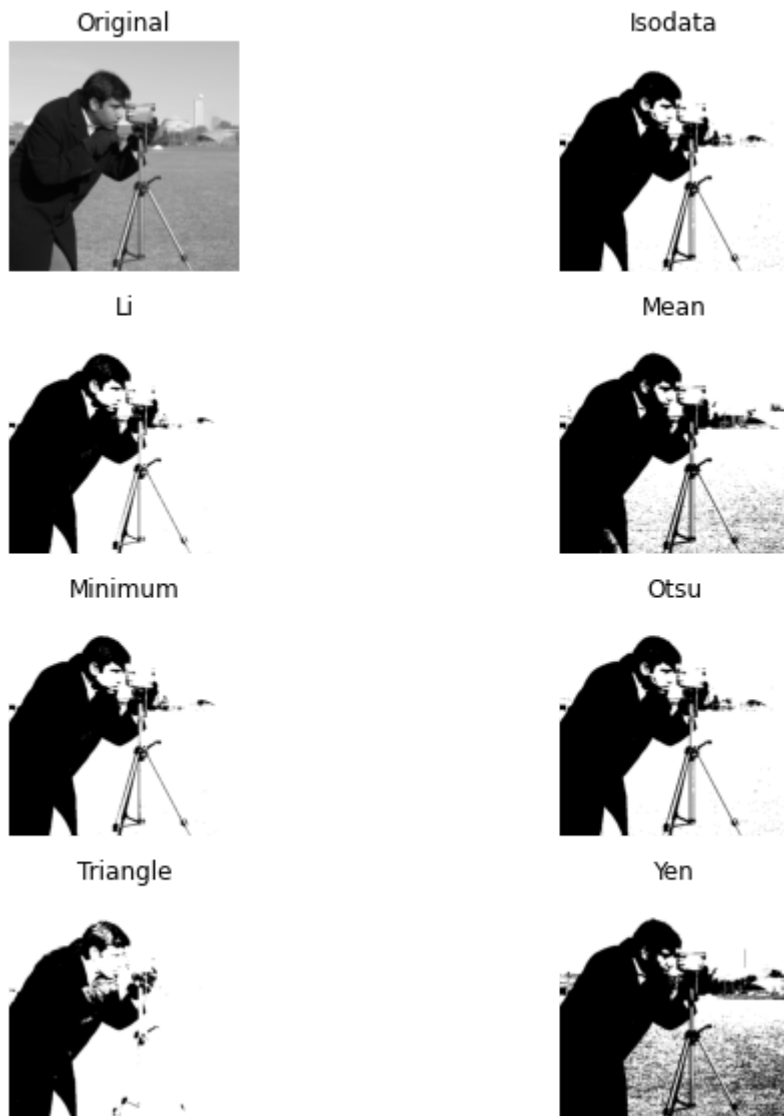 Original
Isodata
Li
Mean
Minimum
Otsu
Triangle
Yen